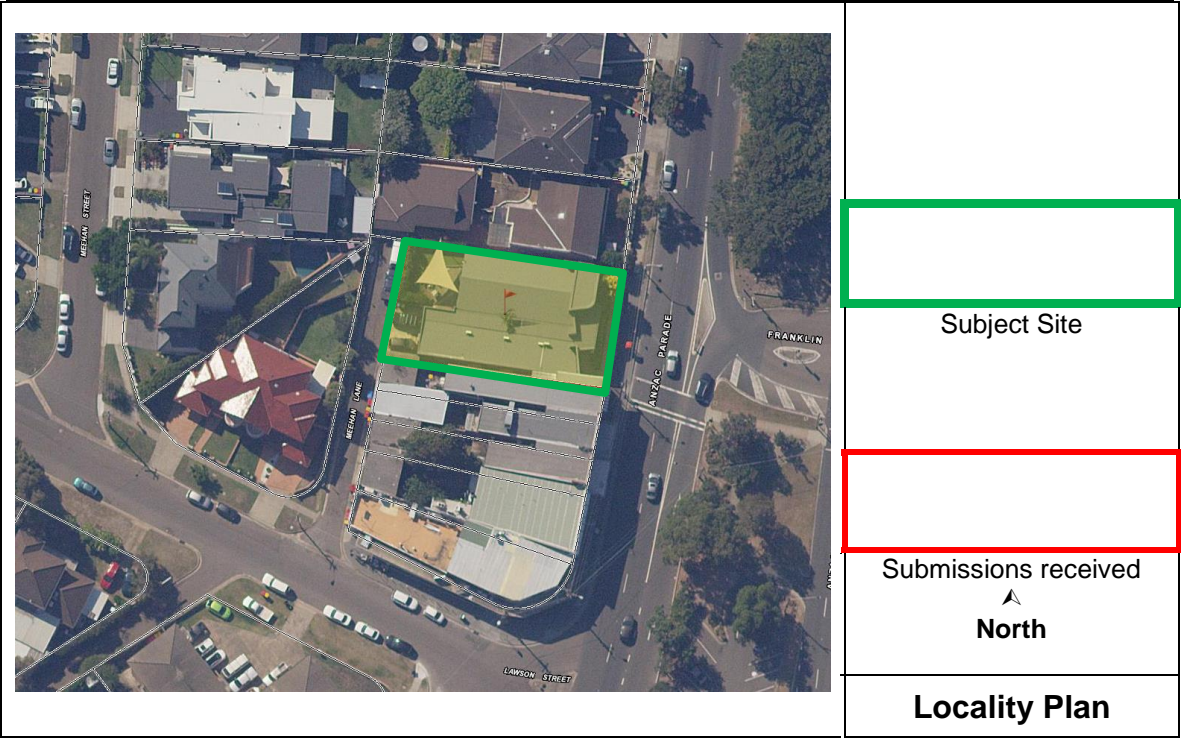 MEEHAN STREET
FRANKLIN
ANZAC PARADE
MEEHAN LANE
LAWSON STREET
Subject Site
Submissions received
North
Locality Plan